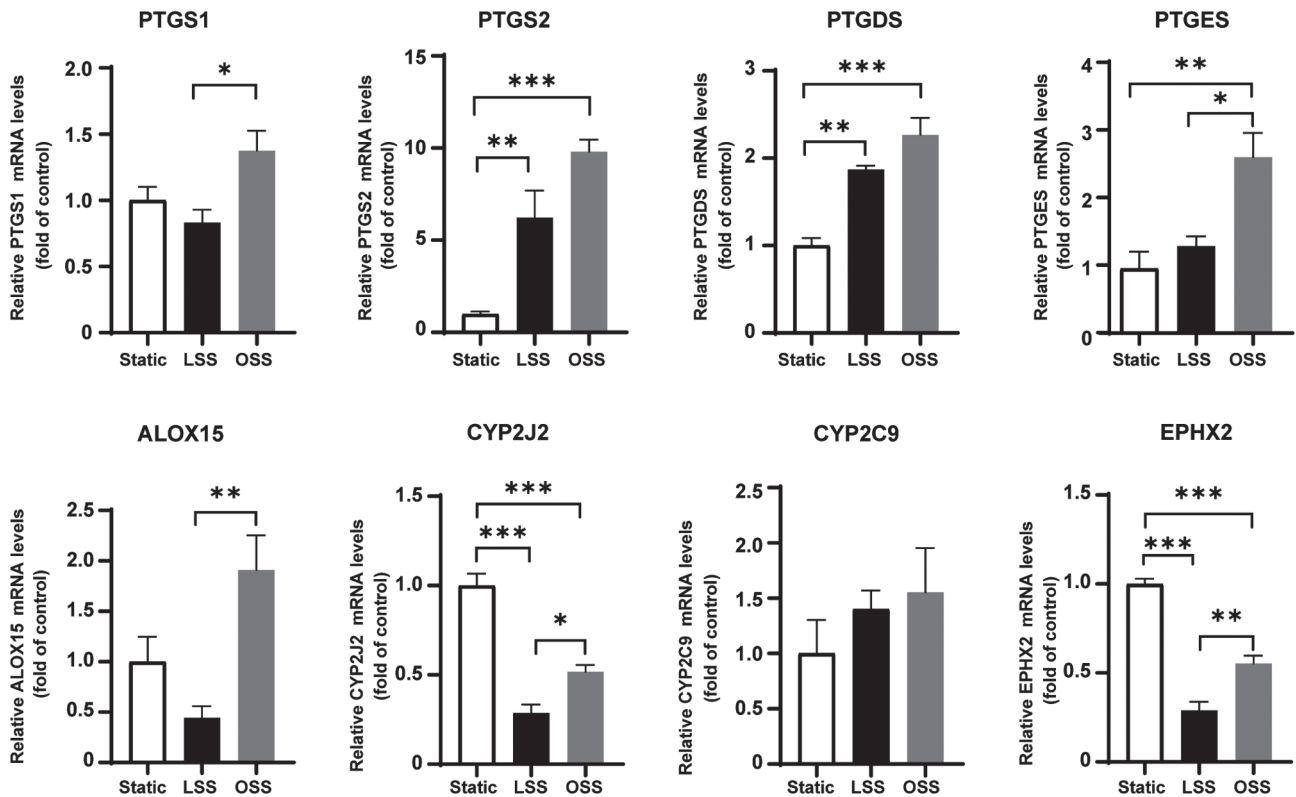 PTGS1
Relative PTGS1 mRNA levels
(fold of control)
2.0
1.5
1.0
0.5
0
*
Static LSS OSS
PTGS2
Relative PTGS2 mRNA levels
(fold of control)
15
10
5
0
***
**
Static LSS OSS
PTGDS
Relative PTGDS mRNA levels
(fold of control)
3
2
1
0
***
**
Static LSS OSS
PTGES
Relative PTGES mRNA levels
(fold of control)
4
3
2
1
0
**
*
Static LSS OSS
ALOX15
Relative ALOX15 mRNA levels
(fold of control)
2.5
2.0
1.5
1.0
0.5
0
**
Static LSS OSS
CYP2J2
Relative CYP2J2 mRNA levels
(fold of control)
1.5
1.0
0.5
0
***
***
*
Static LSS OSS
CYP2C9
Relative CYP2C9 mRNA levels
(fold of control)
2.5
2.0
1.5
1.0
0.5
0
Static LSS OSS
EPHX2
Relative EPHX2 mRNA levels
(fold of control)
1.5
1.0
0.5
0
***
***
**
Static LSS OSS